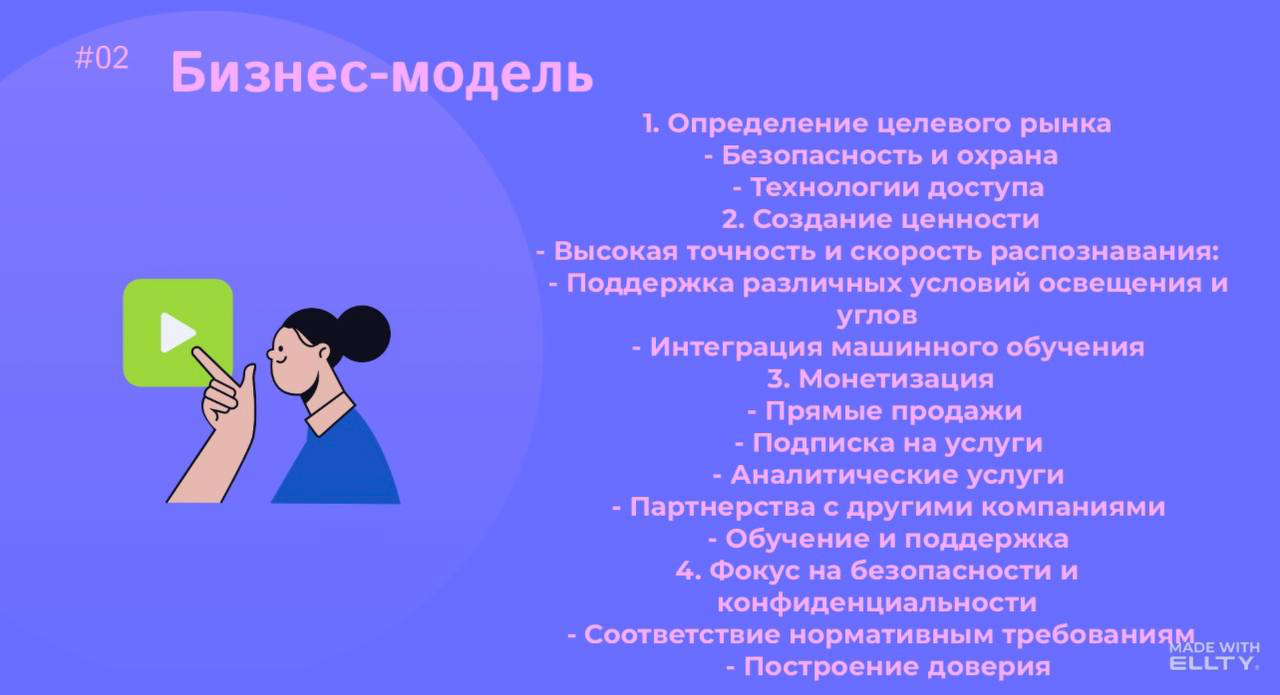 #02
Бизнес-модель
1. Определение целевого рынка
- Безопасность и охрана
- Технологии доступа
2. Создание ценности
- Высокая точность и скорость распознавания:
- Поддержка различных условий освещения и
углов
- Интеграция машинного обучения
3. Монетизация
- Прямые продажи
- Подписка на услуги
- Аналитические услуги
- Партнерства с другими компаниями
- Обучение и поддержка
4. Фокус на безопасности и
конфиденциальности
- Соответствие нормативным требованиям
- Построение доверия
MADE WITH
ELLTY